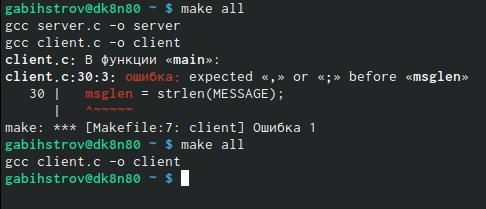 gabihstrov@dk8n80 ~ $ make all
gcc server.c -o server
gcc client.c -o client
client.c: В функции «main»:
client.c:30:3: ошибка: expected «,» or «;» before «msglen»
   30 |   msglen = strlen(MESSAGE);
      |   ^~~~~~
make: *** [Makefile:7: client] Ошибка 1
gabihstrov@dk8n80 ~ $ make all
gcc client.c -o client
gabihstrov@dk8n80 ~ $